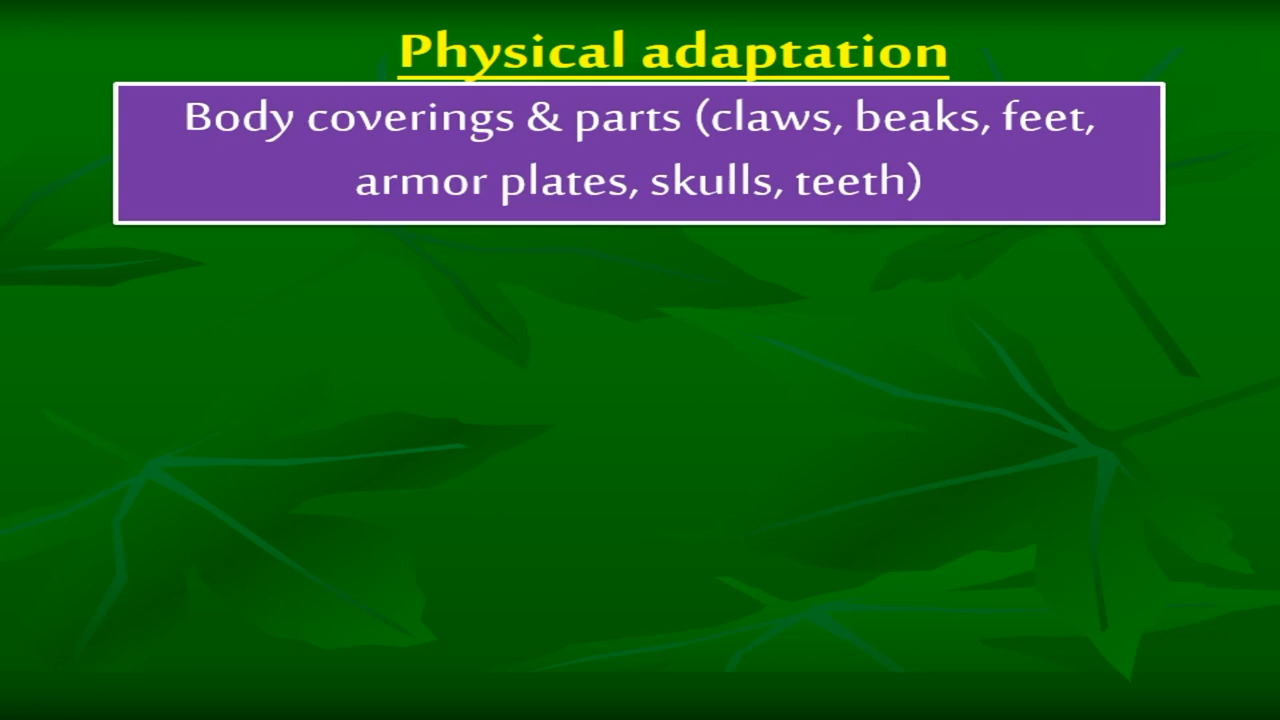 Physical adaptation
Body coverings & parts (claws, beaks, feet,
armor plates, skulls, teeth)